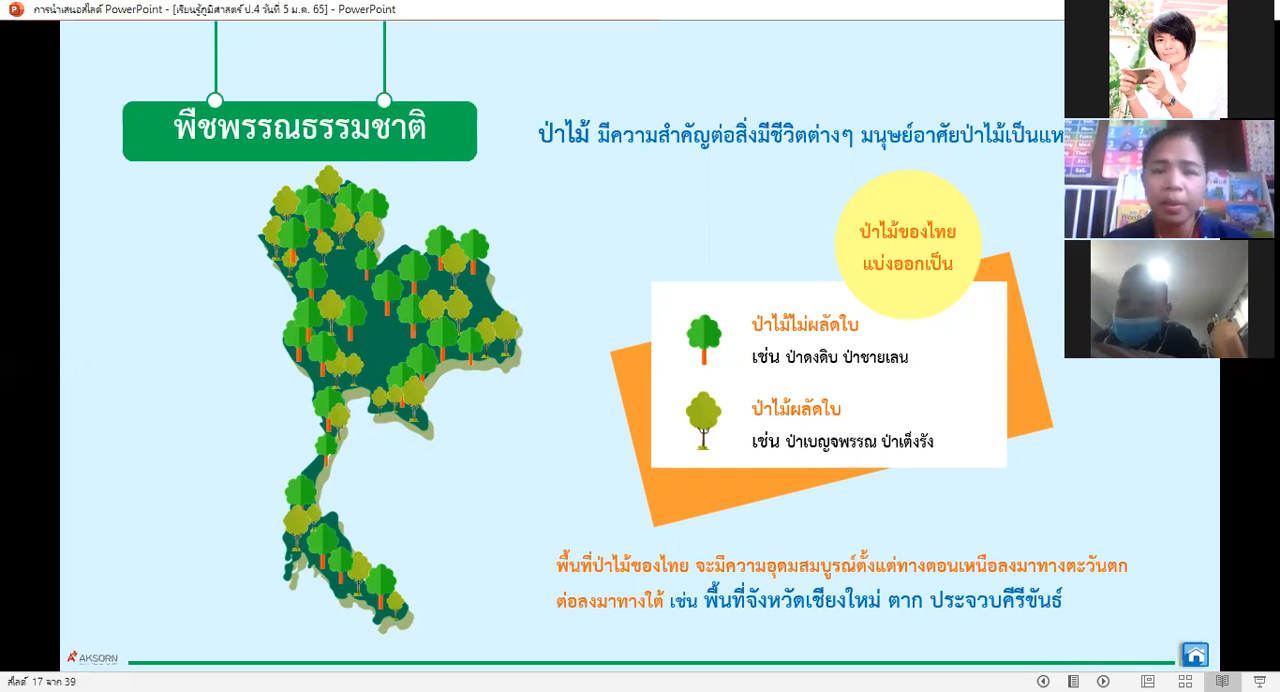 การนำเสนอสไลด์ PowerPoint - [เรียนรู้ภูมิศาสตร์ ป.4 วันที่ 5 ม.ค. 65] - PowerPoint
พืชพรรณธรรมชาติ
ป่าไม้ มีความสำคัญต่อสิ่งมีชีวิตต่างๆ มนุษย์อาศัยป่าไม้เป็นแห
ป่าไม้ของไทย
แบ่งออกเป็น
ป่าไม้ไม่ผลัดใบ
เช่น ป่าดงดิบ ป่าชายเลน
ป่าไม้ผลัดใบ
เช่น ป่าเบญจพรรณ ป่าเต็งรัง
พื้นที่ป่าไม้ของไทย จะมีความอุดมสมบูรณ์ตั้งแต่ทางตอนเหนือลงมาทางตะวันตก
ต่อลงมาทางใต้ เช่น พื้นที่จังหวัดเชียงใหม่ ตาก ประจวบคีรีขันธ์
AKSORN
สไลด์ 17 จาก 39